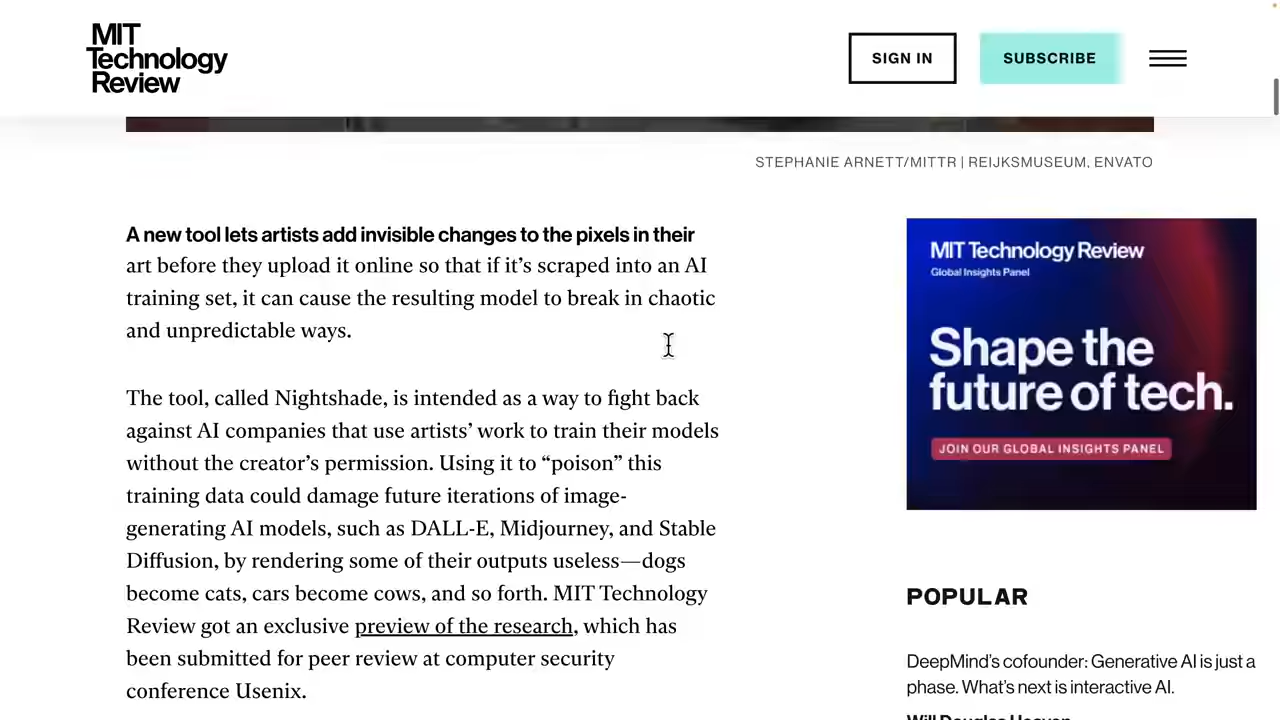 MIT
Technology
Review
SIGN IN
SUBSCRIBE
STEPHANIE ARNETT/MITTR | REIJKSMUSEUM, ENVATO
A new tool lets artists add invisible changes to the pixels in their
art before they upload it online so that if it’s scraped into an AI
training set, it can cause the resulting model to break in chaotic
and unpredictable ways.
The tool, called Nightshade, is intended as a way to fight back
against AI companies that use artists’ work to train their models
without the creator’s permission. Using it to “poison” this
training data could damage future iterations of image-
generating AI models, such as DALL-E, Midjourney, and Stable
Diffusion, by rendering some of their outputs useless—dogs
become cats, cars become cows, and so forth. MIT Technology
Review got an exclusive preview of the research, which has
been submitted for peer review at computer security
conference Usenix.
MIT Technology Review
Global Insights Panel
Shape the
future of tech.
JOIN OUR GLOBAL INSIGHTS PANEL
POPULAR
DeepMind’s cofounder: Generative AI is just a
phase. What’s next is interactive AI.
Will Douglas Heaven